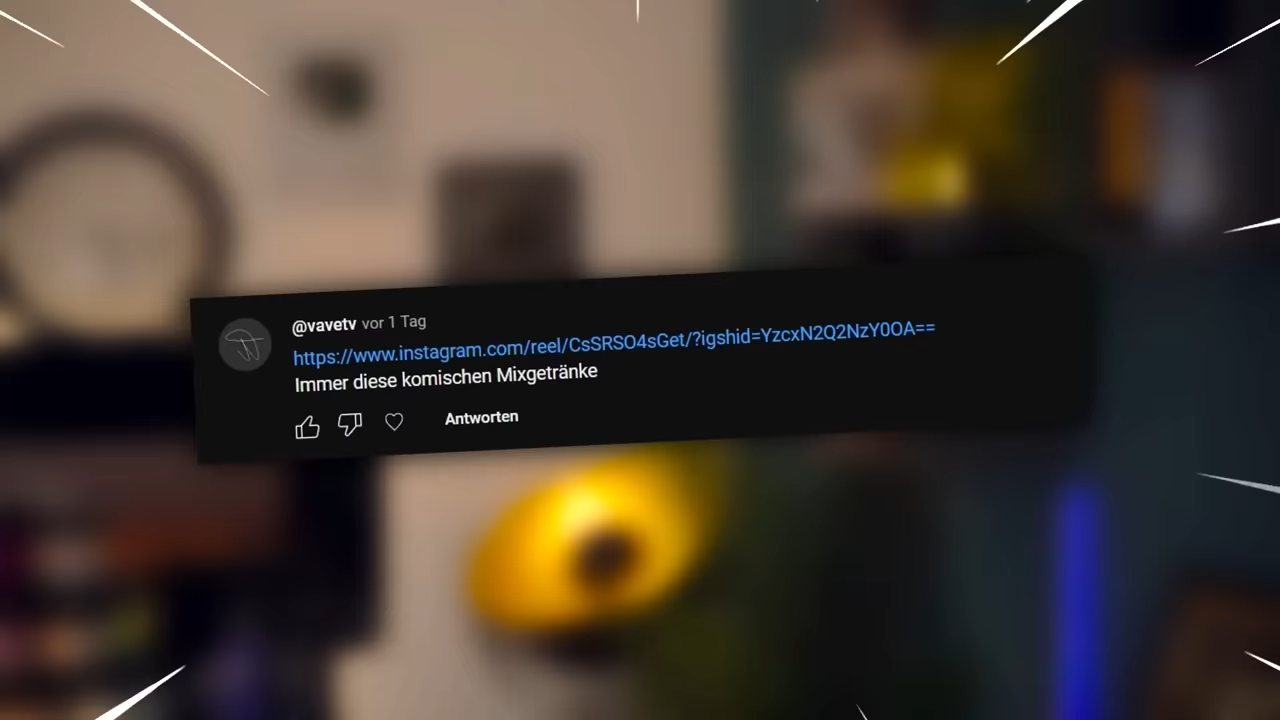 @vavetv vor 1 Tag
https://www.instagram.com/reel/CsSRSO4sGet/?igshid=YzcxN2Q2NzY0OA==
Immer diese komischen Mixgetränke
Antworten